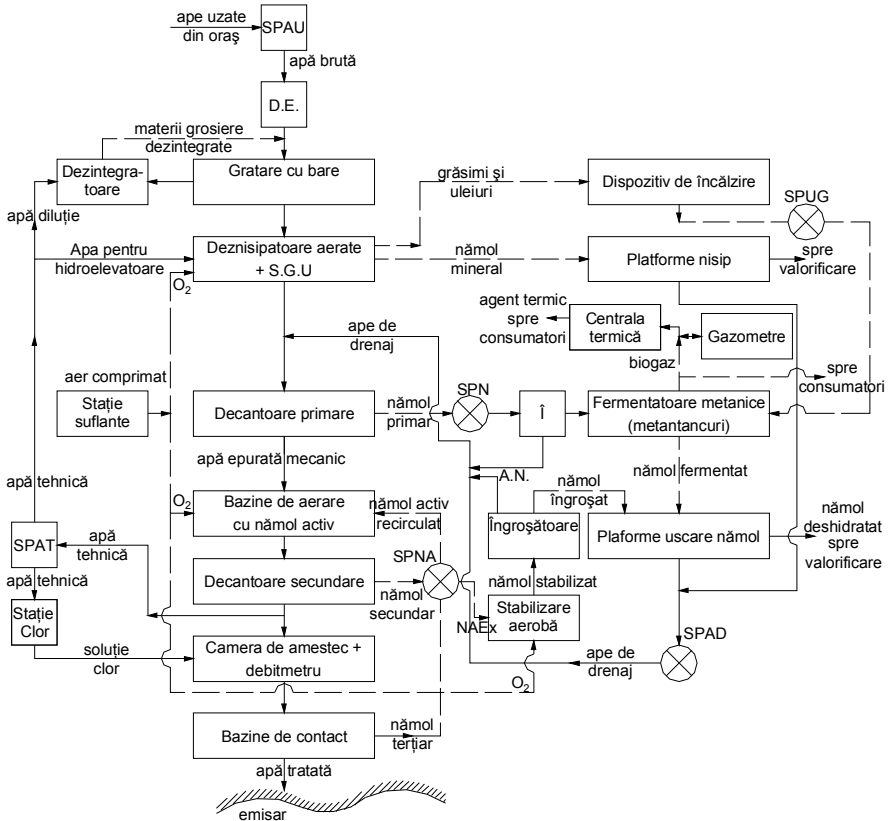 ape uzate
din oraş
SPAU
apă brută
D.E.
materii grosiere
dezintegrate
Dezintegra-
toare
Gratare cu bare
grăsimi şi
uleiuri
Dispozitiv de încălzire
SPUG
apă diluţie
Apa pentru
hidroelevatoare
O2
Deznisipatoare aerate
+ S.G.U
nămol
mineral
Platforme nisip
spre
valorificare
agent termic
spre
consumatori
Centrala
termică
Gazometre
biogaz
spre
consumatori
ape de
drenaj
aer comprimat
Staţie
suflante
Decantoare primare
nămol
primar
SPN
Î
Fermentatoare metanice
(metantancuri)
apă epurată mecanic
nămol fermentat
A.N.
nămol
îngroşat
apă tehnică
O2
Bazine de aerare
cu nămol activ
nămol activ
recirculat
Îngroşătoare
Plaforme uscare nămol
nămol
deshidratat
spre
valorificare
SPAT
apă
tehnică
SPNA
Decantoare secundare
nămol
secundar
nămol stabilizat
apă tehnică
Staţie
Clor
NAEx
Stabilizare
aerobă
soluţie
clor
Camera de amestec +
debitmetru
SPAD
ape de
drenaj
O2
Bazine de contact
nămol
terţiar
apă tratată
emisar